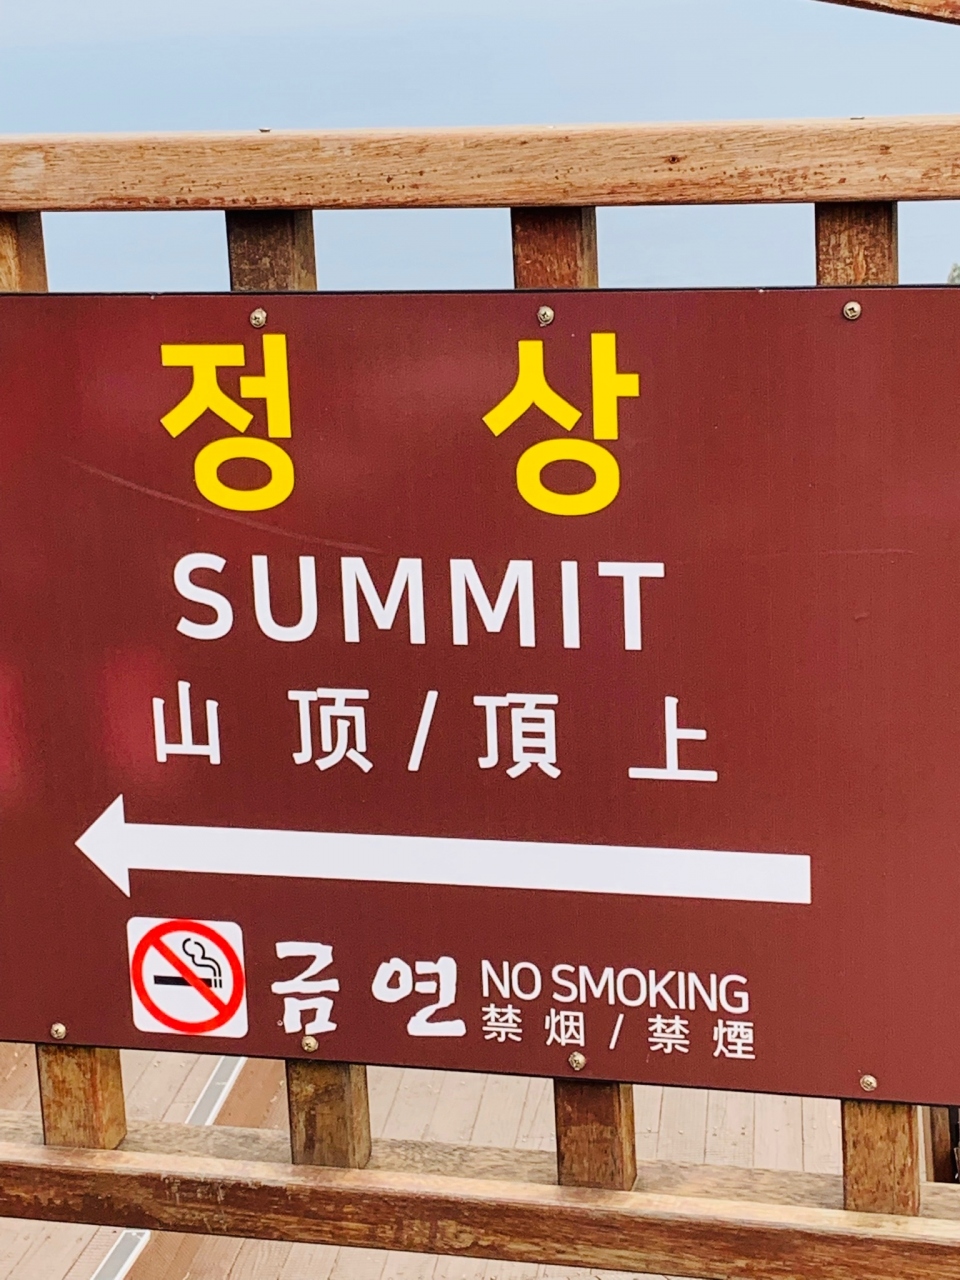 정 상
SUMMIT
山 顶 / 頂 上
금연 NO SMOKING
禁 烟 / 禁 煙